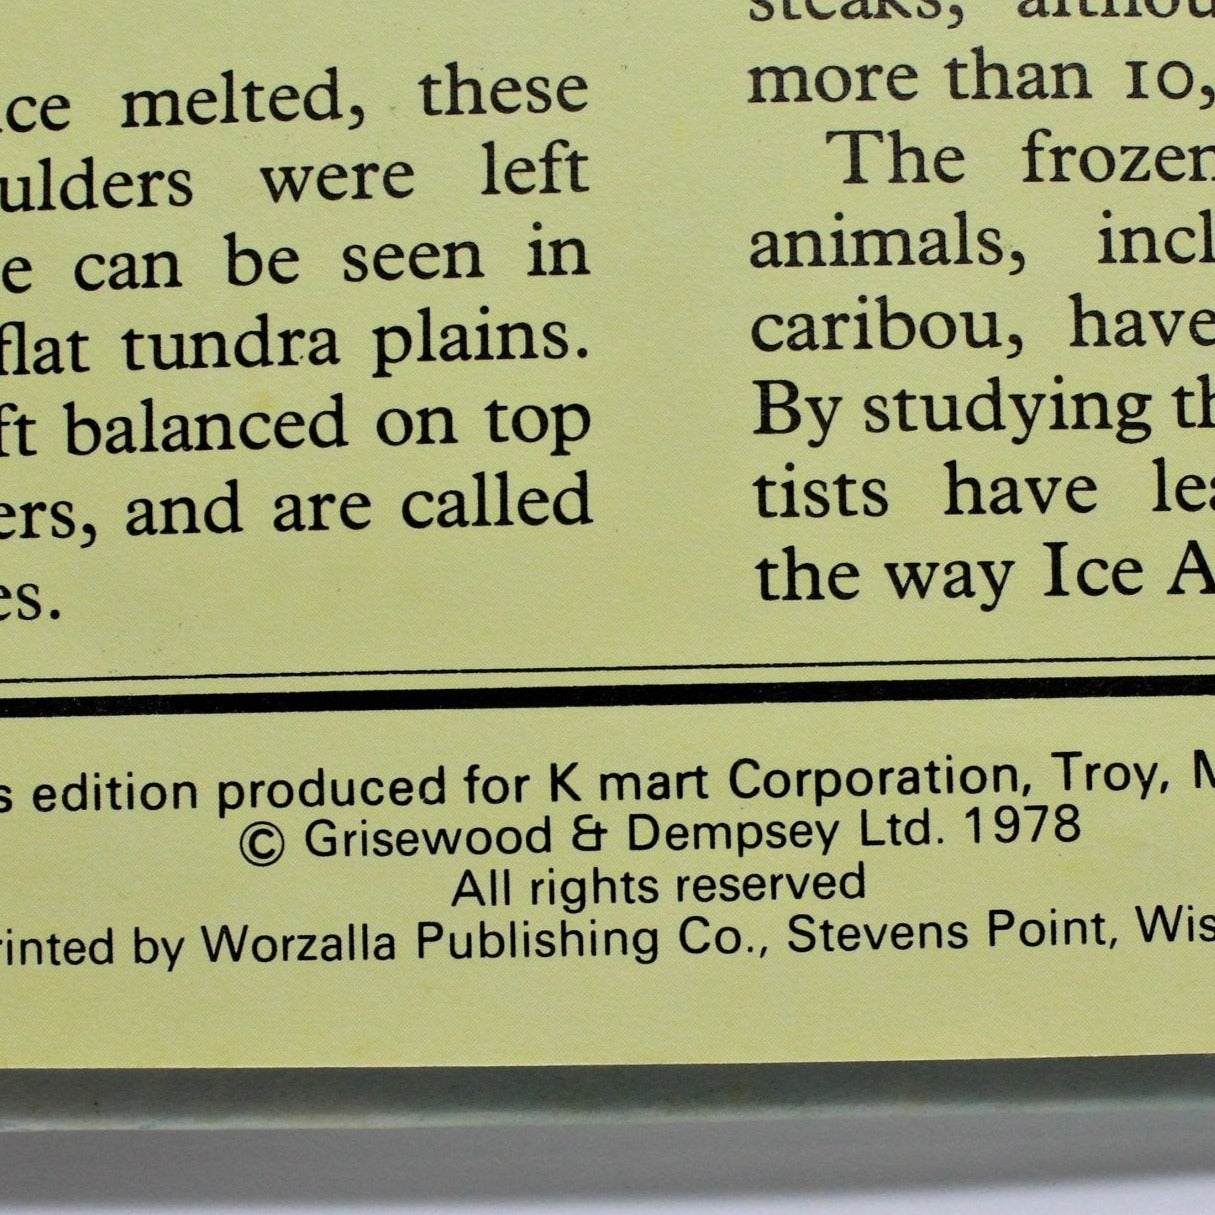 ice melted, these
ulders were left
e can be seen in
flat tundra plains.
ft balanced on top
ers, and are called
es.
steaks, althou
more than 10,
The frozen
animals, incl
caribou, have
By studying th
tists have lea
the way Ice A
s edition produced for K mart Corporation, Troy, M
© Grisewood & Dempsey Ltd. 1978
All rights reserved
rinted by Worzalla Publishing Co., Stevens Point, Wis